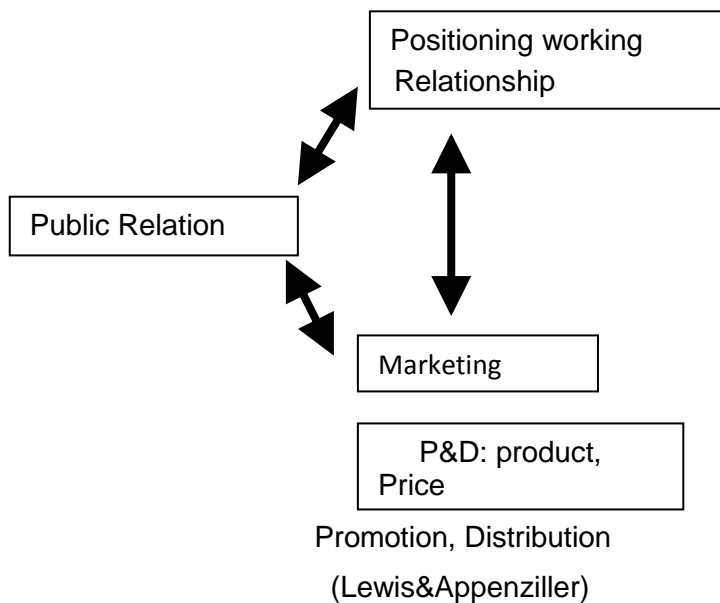 Positioning working
Relationship
Public Relation
Marketing
P&D: product,
Price
Promotion, Distribution
(Lewis&Appenziller)